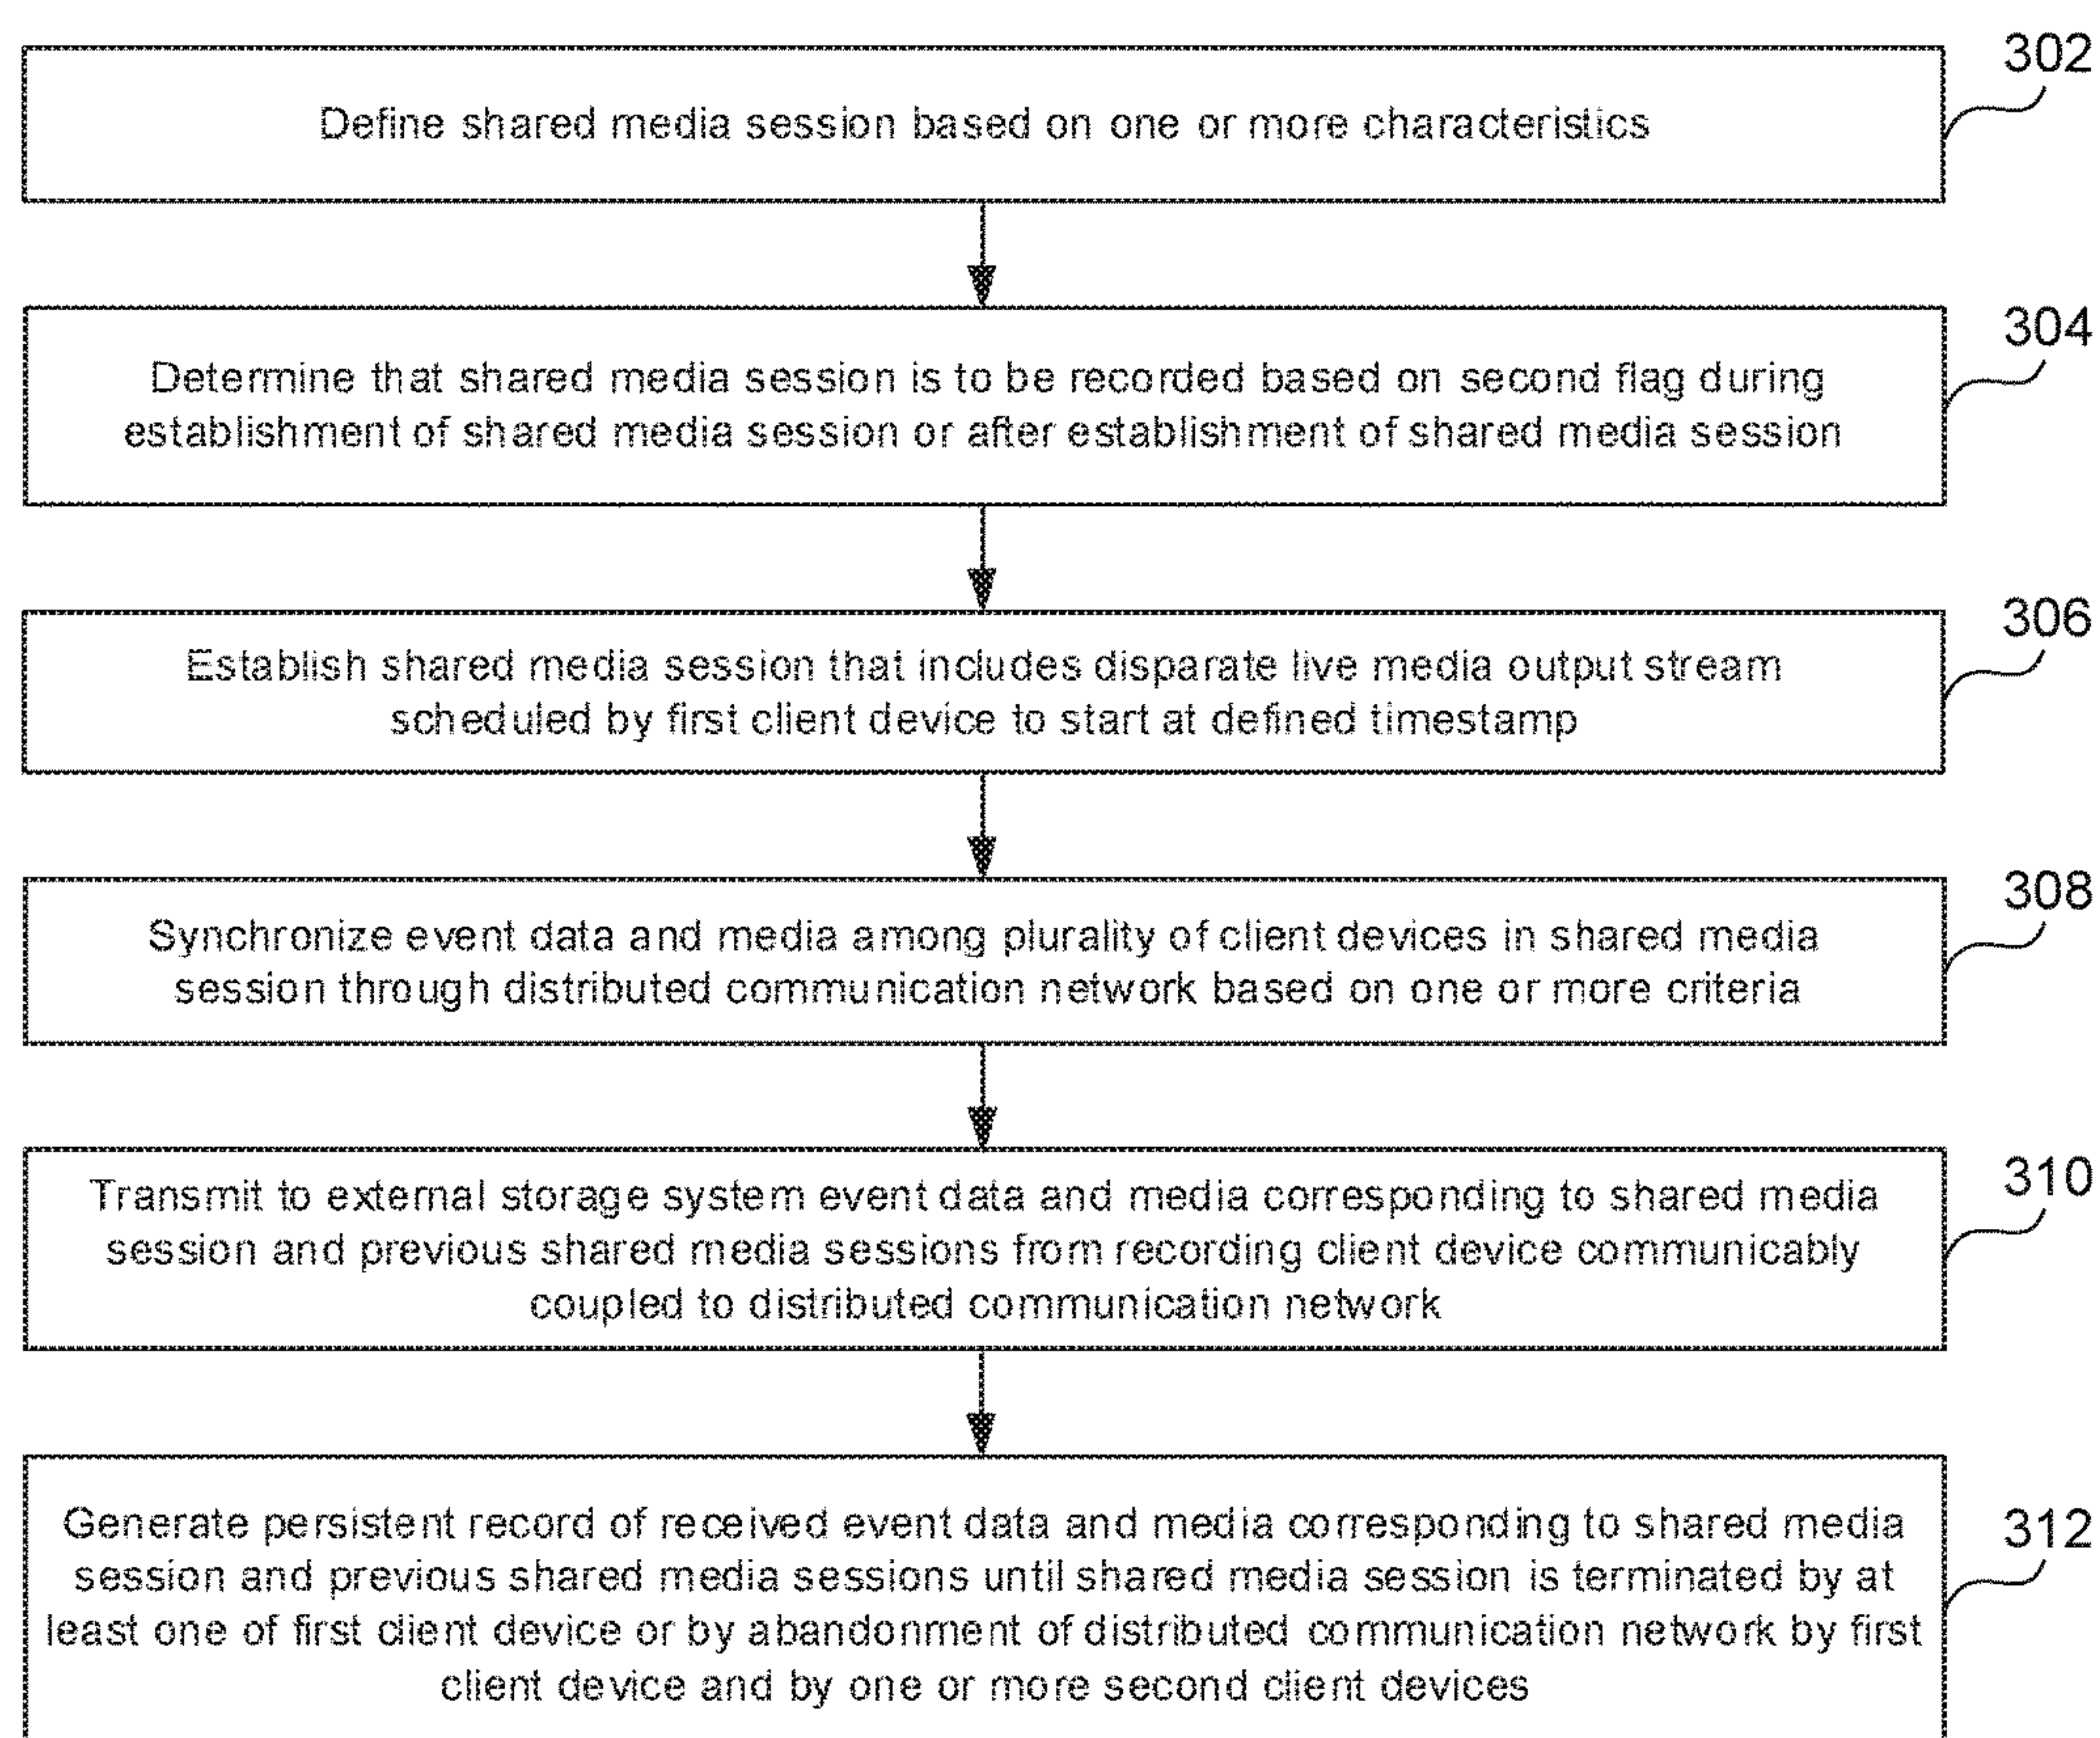 302
Define shared media session based on one or more characteristics
304
Determine that shared media session is to be recorded based on second flag during
establishment of shared media session or after establishment of shared media session
306
Establish shared media session that includes disparate live media output stream
scheduled by first client device to start at defined timestamp
308
Synchronize event data and media among plurality of client devices in shared media
session through distributed communication network based on one or more criteria
310
Transmit to external storage system event data and media corresponding to shared media
session and previous shared media sessions from recording client device communicably
coupled to distributed communication network
312
Generate persistent record of received event data and media corresponding to shared media
session and previous shared media sessions until shared media session is terminated by at
least one of first client device or by abandonment of distributed communication network by first
client device and by one or more second client devices